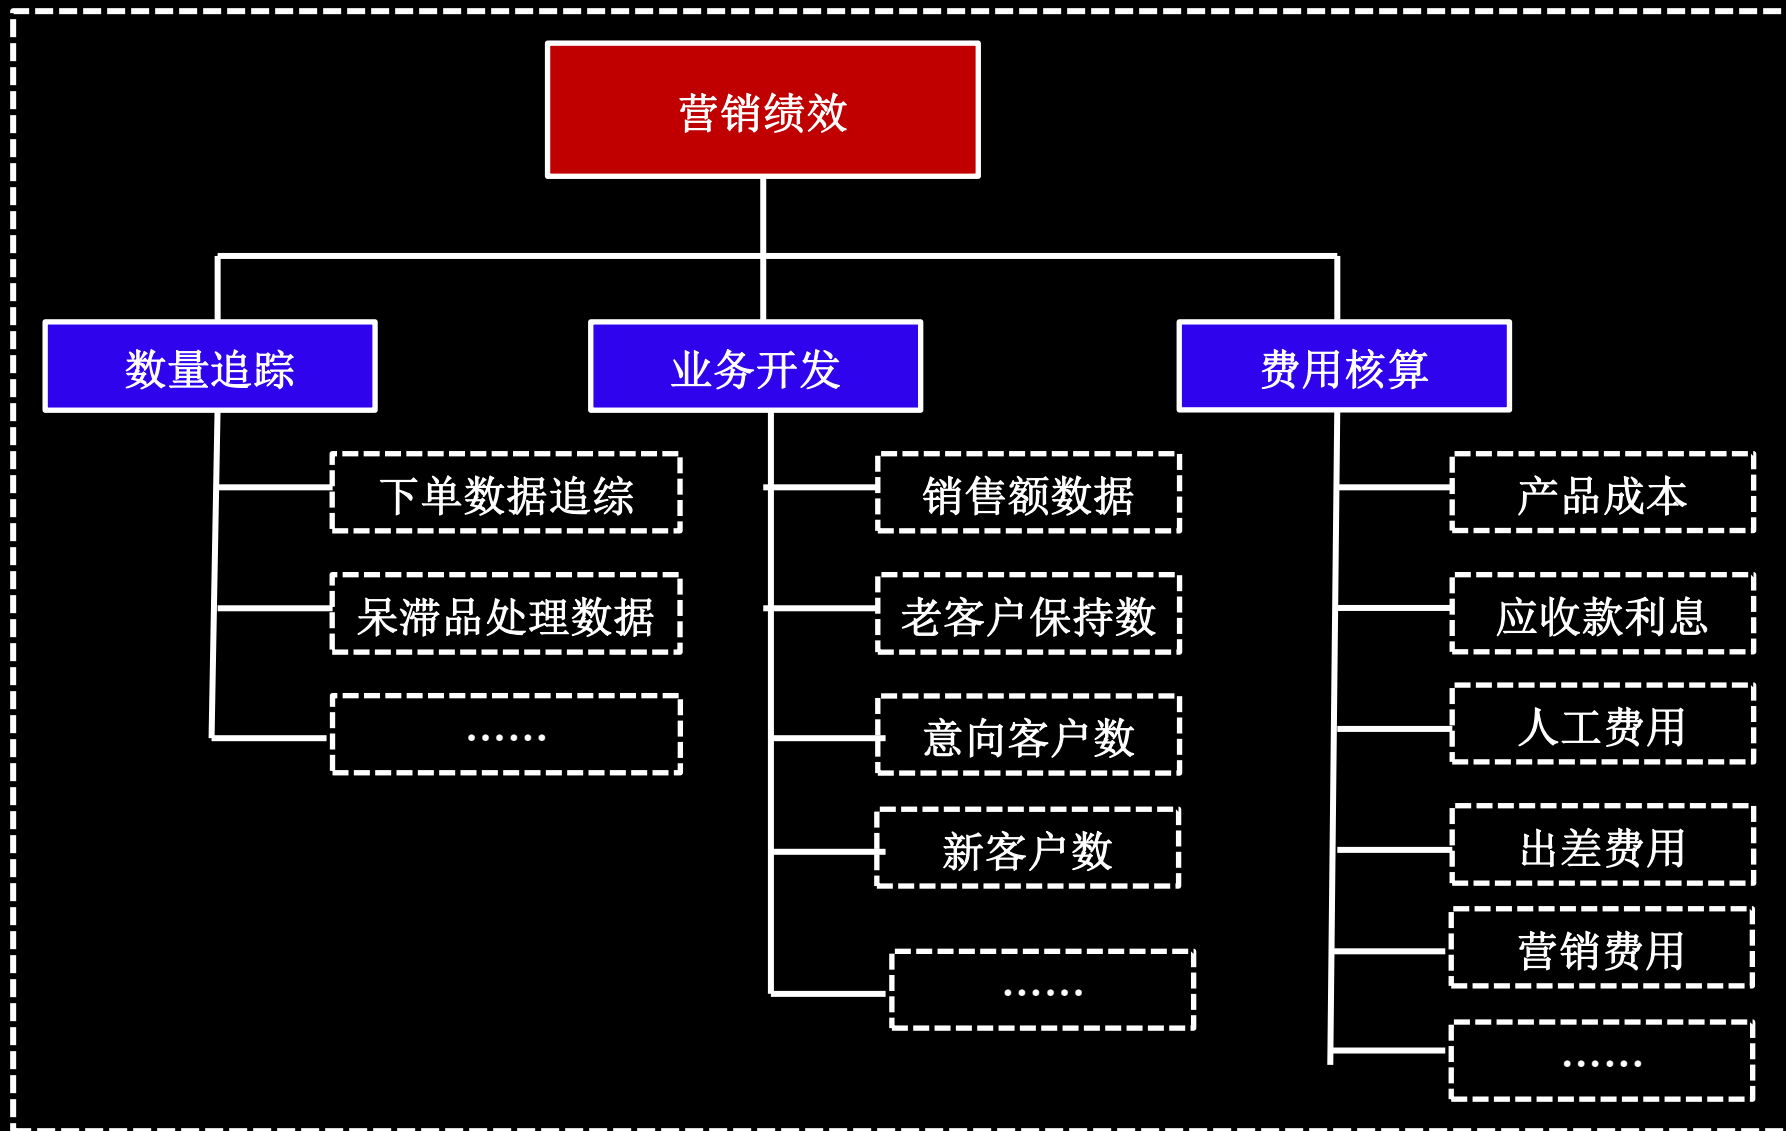 营销绩效
数量追踪
业务开发
费用核算
下单数据追综
呆滞品处理数据
……
销售额数据
老客户保持数
意向客户数
新客户数
……
产品成本
应收款利息
人工费用
出差费用
营销费用
……